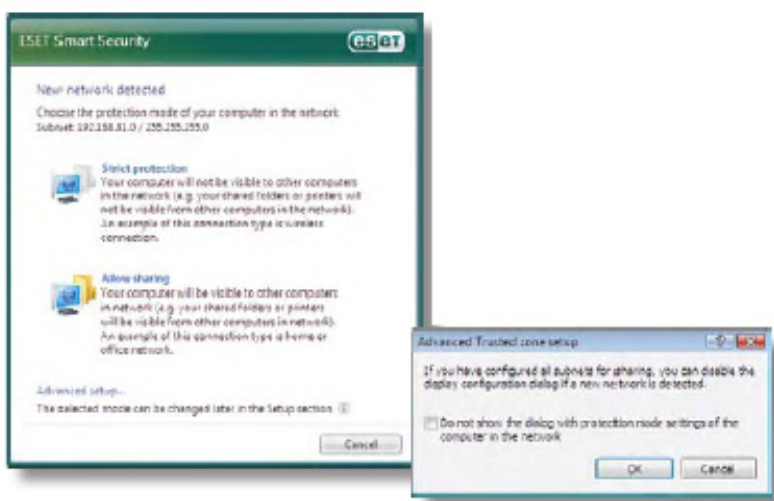 ESET Smart Security
eseT
New network detected
Choose the protection mode of your computer in the network
Subnet: 192.168.81.0 / 255.255.255.0
Strict protection
Your computer will not be visible to other computers
in the network (e.g. your shared folders or printers will
not be visible from other computers in the network).
An example of this connection type is wireless
connection.
Allow sharing
Your computer will be visible to other computers
in network (e.g. your shared folders or printers
will be visible from other computers in network).
An example of this connection type is home or
office network.
Advanced setup...
The selected mode can be changed later in the Setup section
Cancel
Advanced Trusted zone setup
If you have configured all subnets for sharing, you can disable the
display configuration dialog if a new network is detected.
Do not show the dialog with protection mode settings of the
computer in the network
OK
Cancel